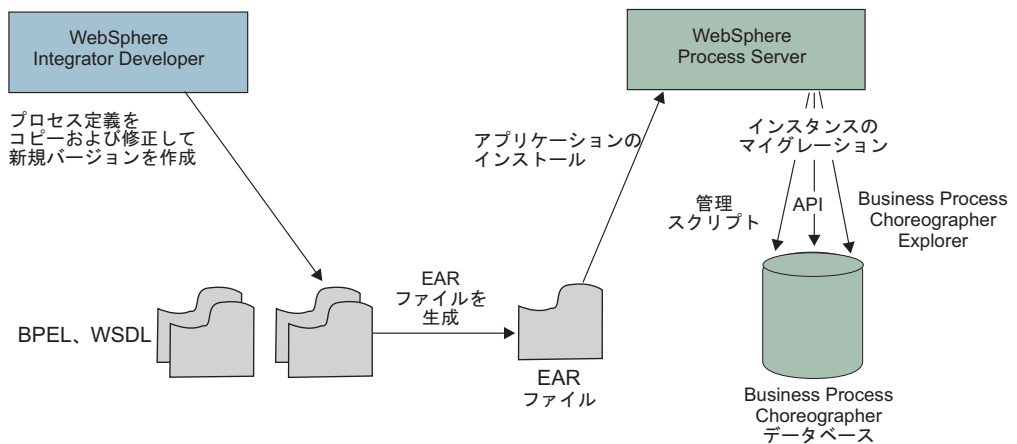 WebSphere
Integrator Developer
WebSphere
Process Server
プロセス定義を
コピーおよび修正して
新規バージョンを作成
アプリケーションの
インストール
インスタンスの
マイグレーション
管理
スクリプト
API
Business Process
Choreographer
Explorer
BPEL、WSDL
EAR
ファイルを
生成
EAR
ファイル
Business Process
Choreographer
データベース